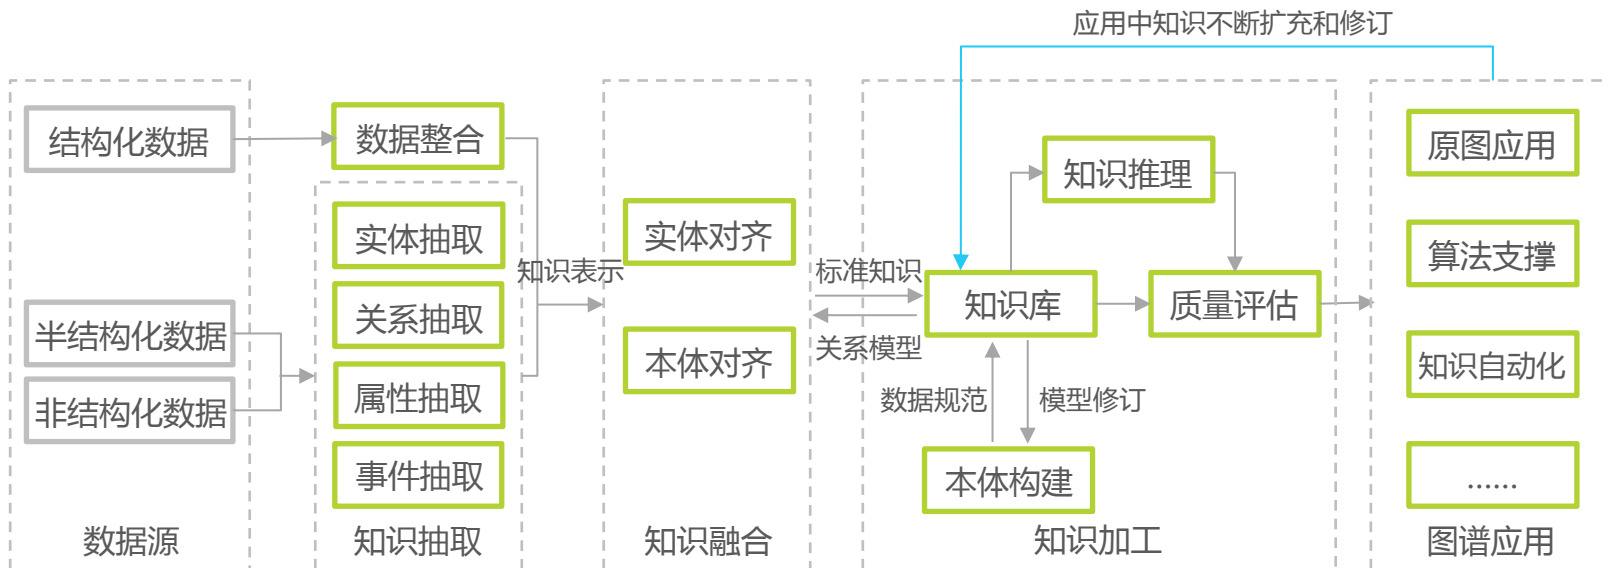 应用中知识不断扩充和修订
结构化数据
半结构化数据
非结构化数据
数据源
数据整合
实体抽取
关系抽取
属性抽取
事件抽取
知识抽取
知识表示
实体对齐
本体对齐
知识融合
标准知识
关系模型
知识推理
知识库
质量评估
数据规范
模型修订
本体构建
知识加工
原图应用
算法支撑
知识自动化
......
图谱应用